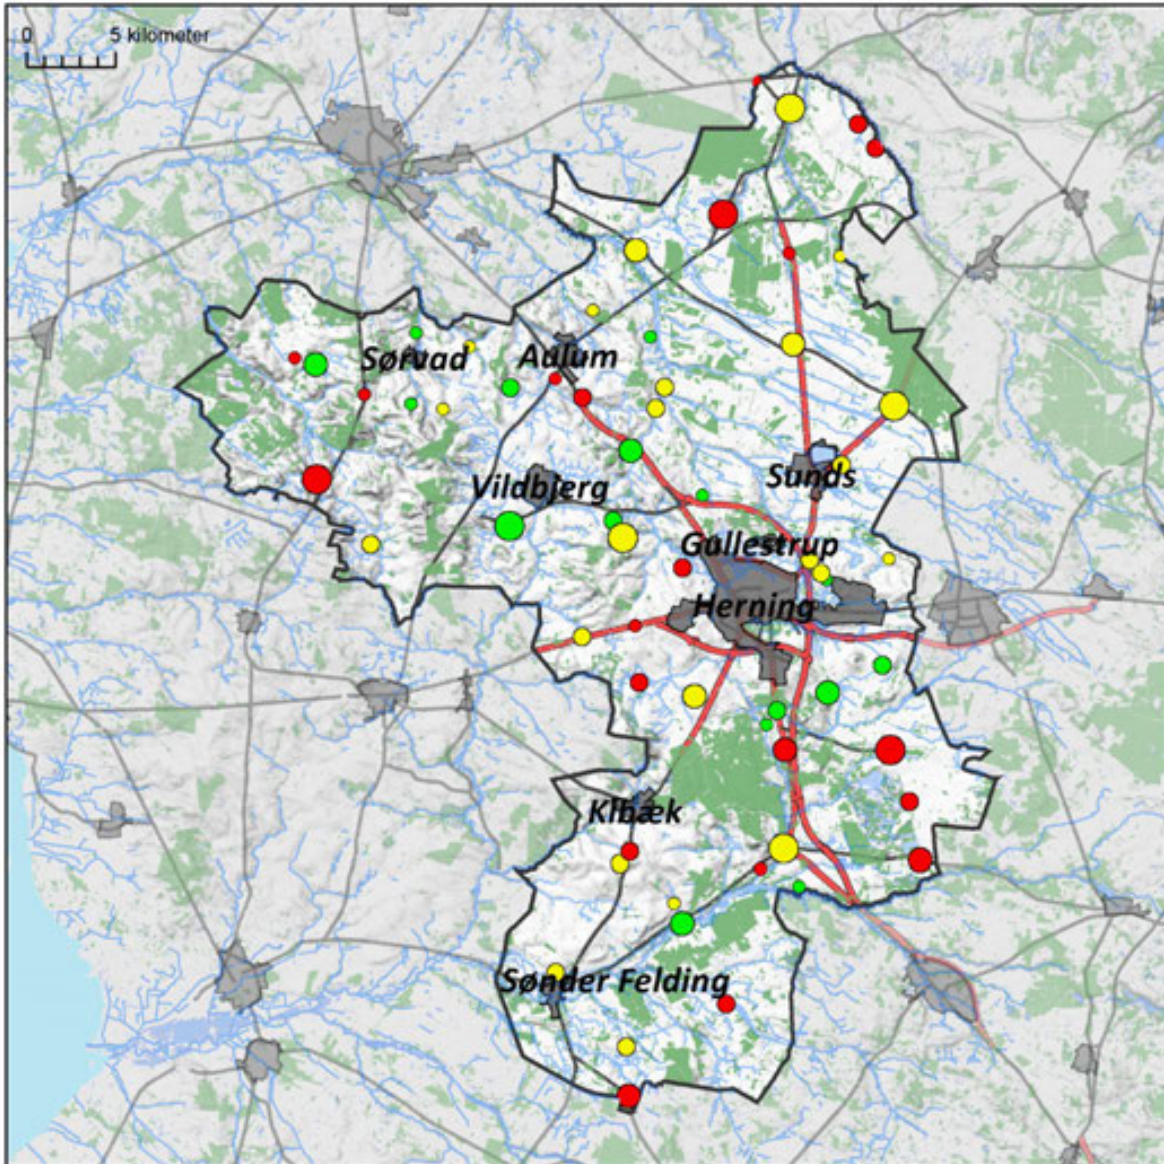 0 5 kilometer
Sørvad
Aulum
Vildbjerg
Sunds
Gullestrup
Herning
Kibæk
Sønder Felding